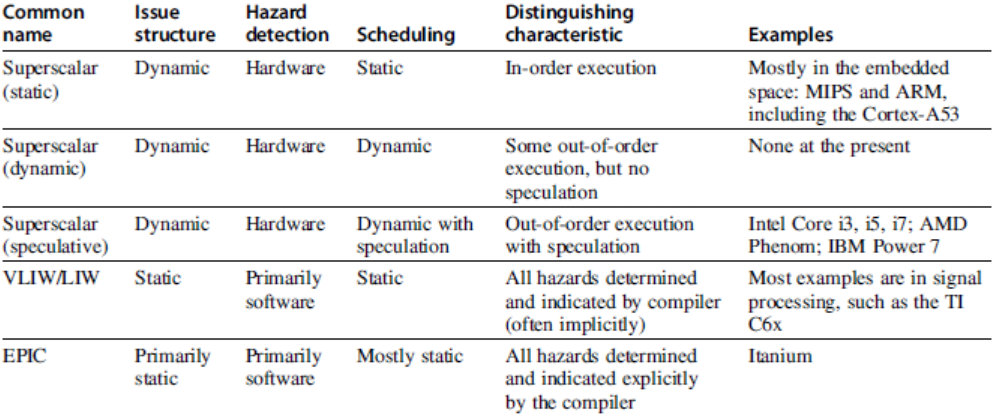 Common name | Issue structure | Hazard detection | Scheduling | Distinguishing characteristic | Examples
Superscalar (static) | Dynamic | Hardware | Static | In-order execution | Mostly in the embedded space: MIPS and ARM, including the Cortex-A53
Superscalar (dynamic) | Dynamic | Hardware | Dynamic | Some out-of-order execution, but no speculation | None at the present
Superscalar (speculative) | Dynamic | Hardware | Dynamic with speculation | Out-of-order execution with speculation | Intel Core i3, i5, i7; AMD Phenom; IBM Power 7
VLIW/LIW | Static | Primarily software | Static | All hazards determined and indicated by compiler (often implicitly) | Most examples are in signal processing, such as the TI C6x
EPIC | Primarily static | Primarily software | Mostly static | All hazards determined and indicated explicitly by the compiler | Itanium